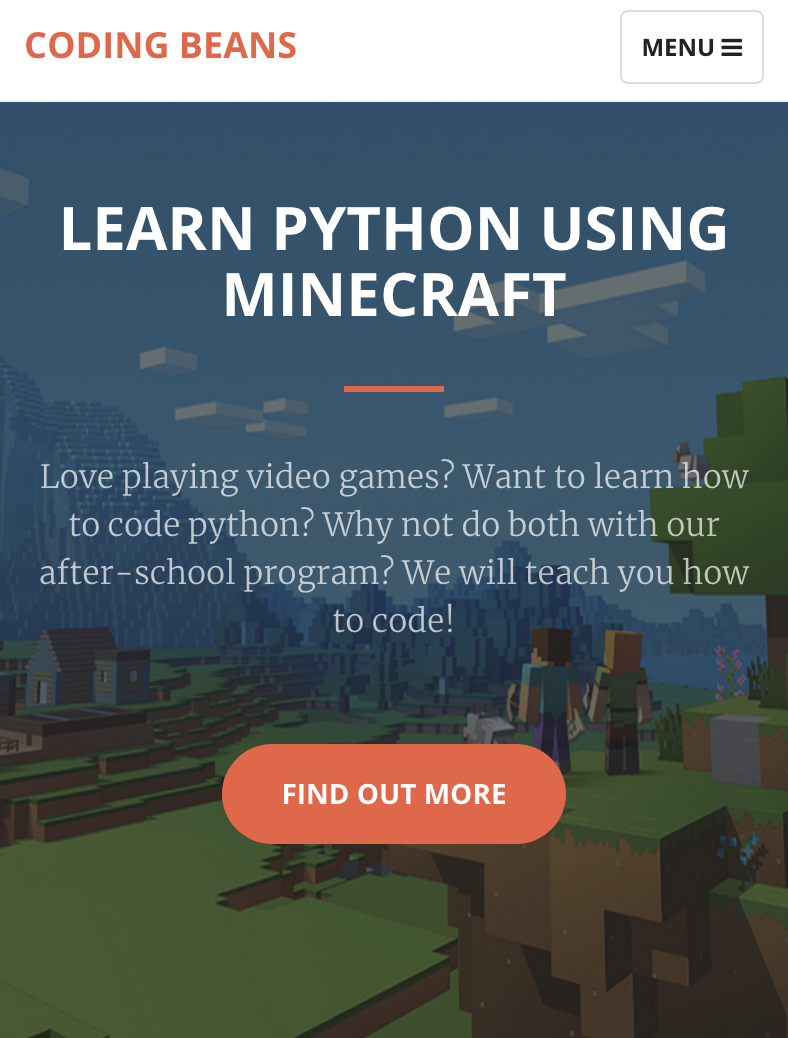 CODING BEANS
MENU
LEARN PYTHON USING
MINECRAFT
Love playing video games? Want to learn how
to code python? Why not do both with our
after-school program? We will teach you how
to code!
FIND OUT MORE